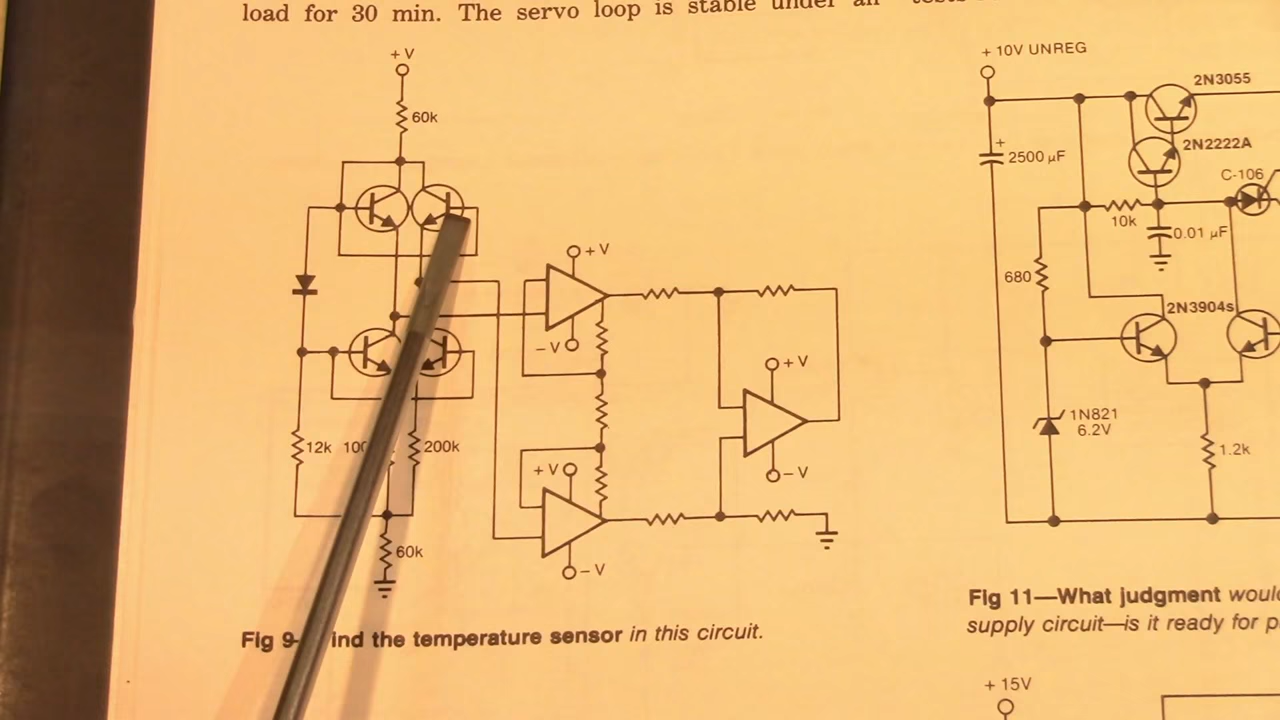 load for 30 min. The servo loop is stable under
+ V
60k
+ V
– V
+ V
– V
12k
200k
+ V
– V
60k
Fig 9 ind the temperature sensor in this circuit.
+ 10V UNREG
2N3055
2N2222A
+
2500 µF
C-106
10k
0.01 µF
680
2N3904s
1N821
6.2V
1.2k
Fig 11—What judgment
supply circuit—is it ready for
+ 15V